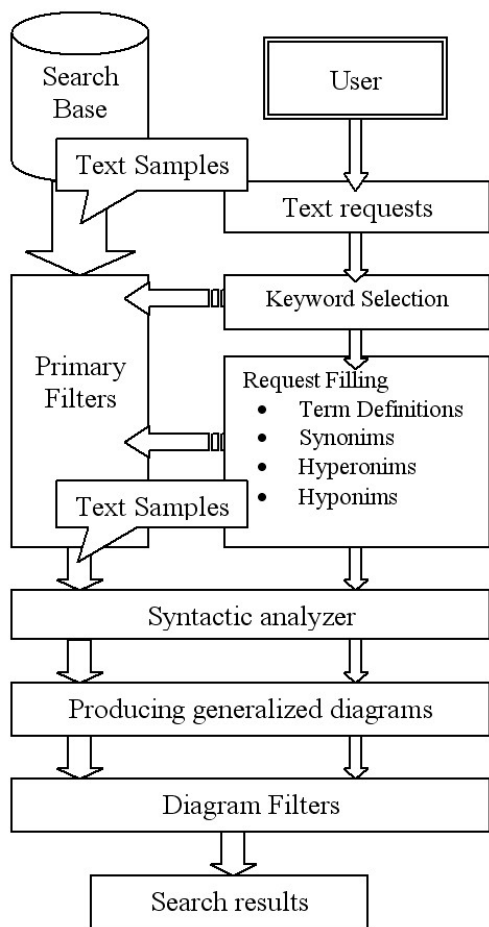 Search
Base
User
Text Samples
Text requests
Keyword Selection
Primary
Filters
Request Filling
• Term Definitions
• Synonims
• Hyperonims
• Hyponims
Text Samples
Syntactic analyzer
Producing generalized diagrams
Diagram Filters
Search results